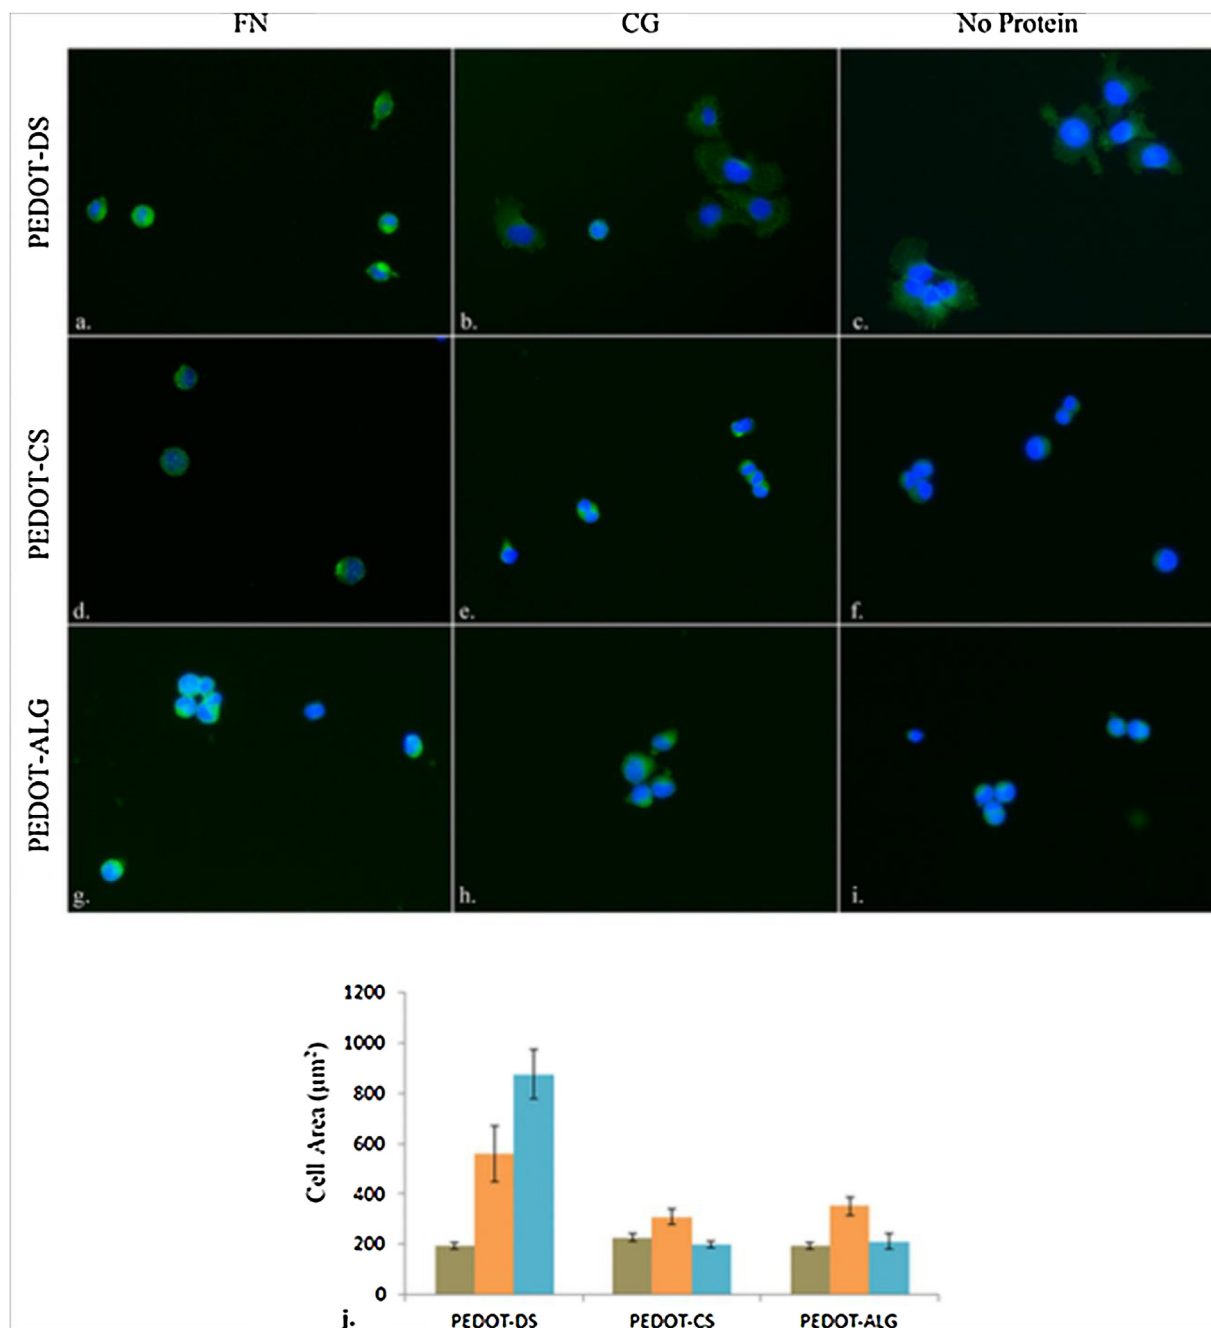 FN CG No Protein
PEDOT-DS
a. b. c.
PEDOT-CS
d. e. f.
PEDOT-ALG
g. h. i.
1200
1000
800
600
400
200
0
Cell Area (µm²)
j. PEDOT-DS PEDOT-CS PEDOT-ALG